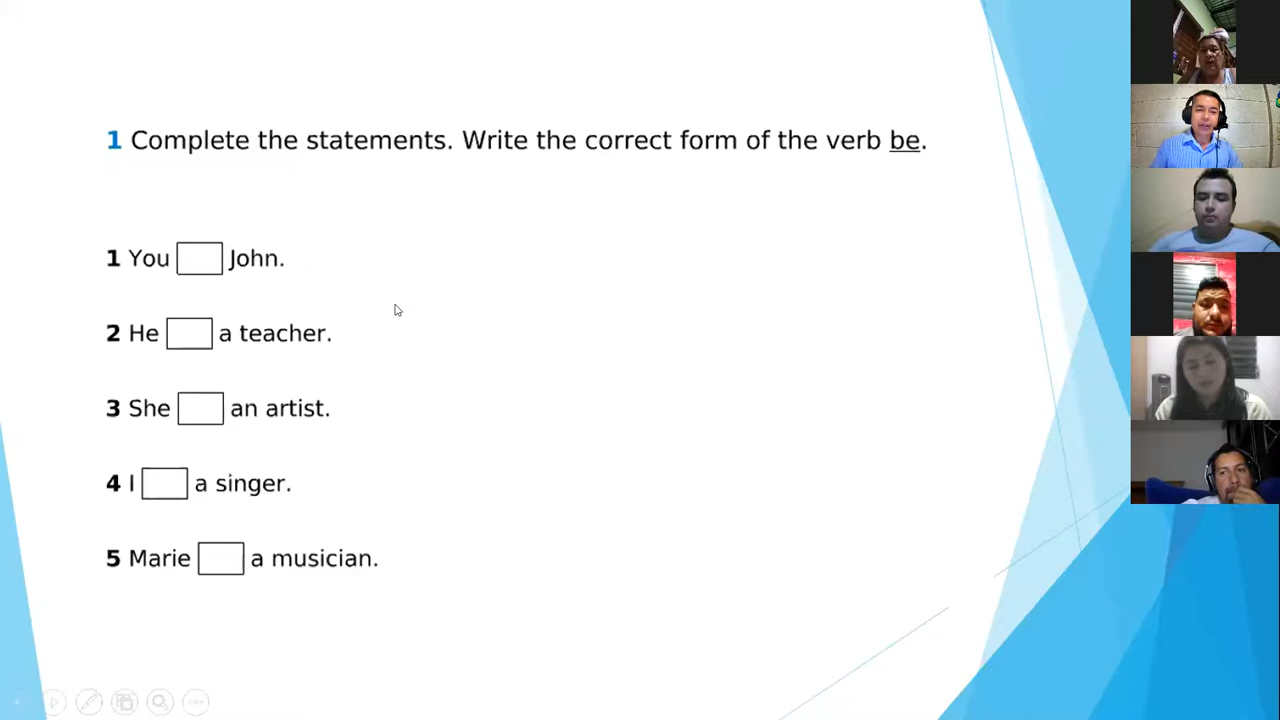 1 Complete the statements. Write the correct form of the verb be.
1 You John.
2 He a teacher.
3 She an artist.
4 I a singer.
5 Marie a musician.